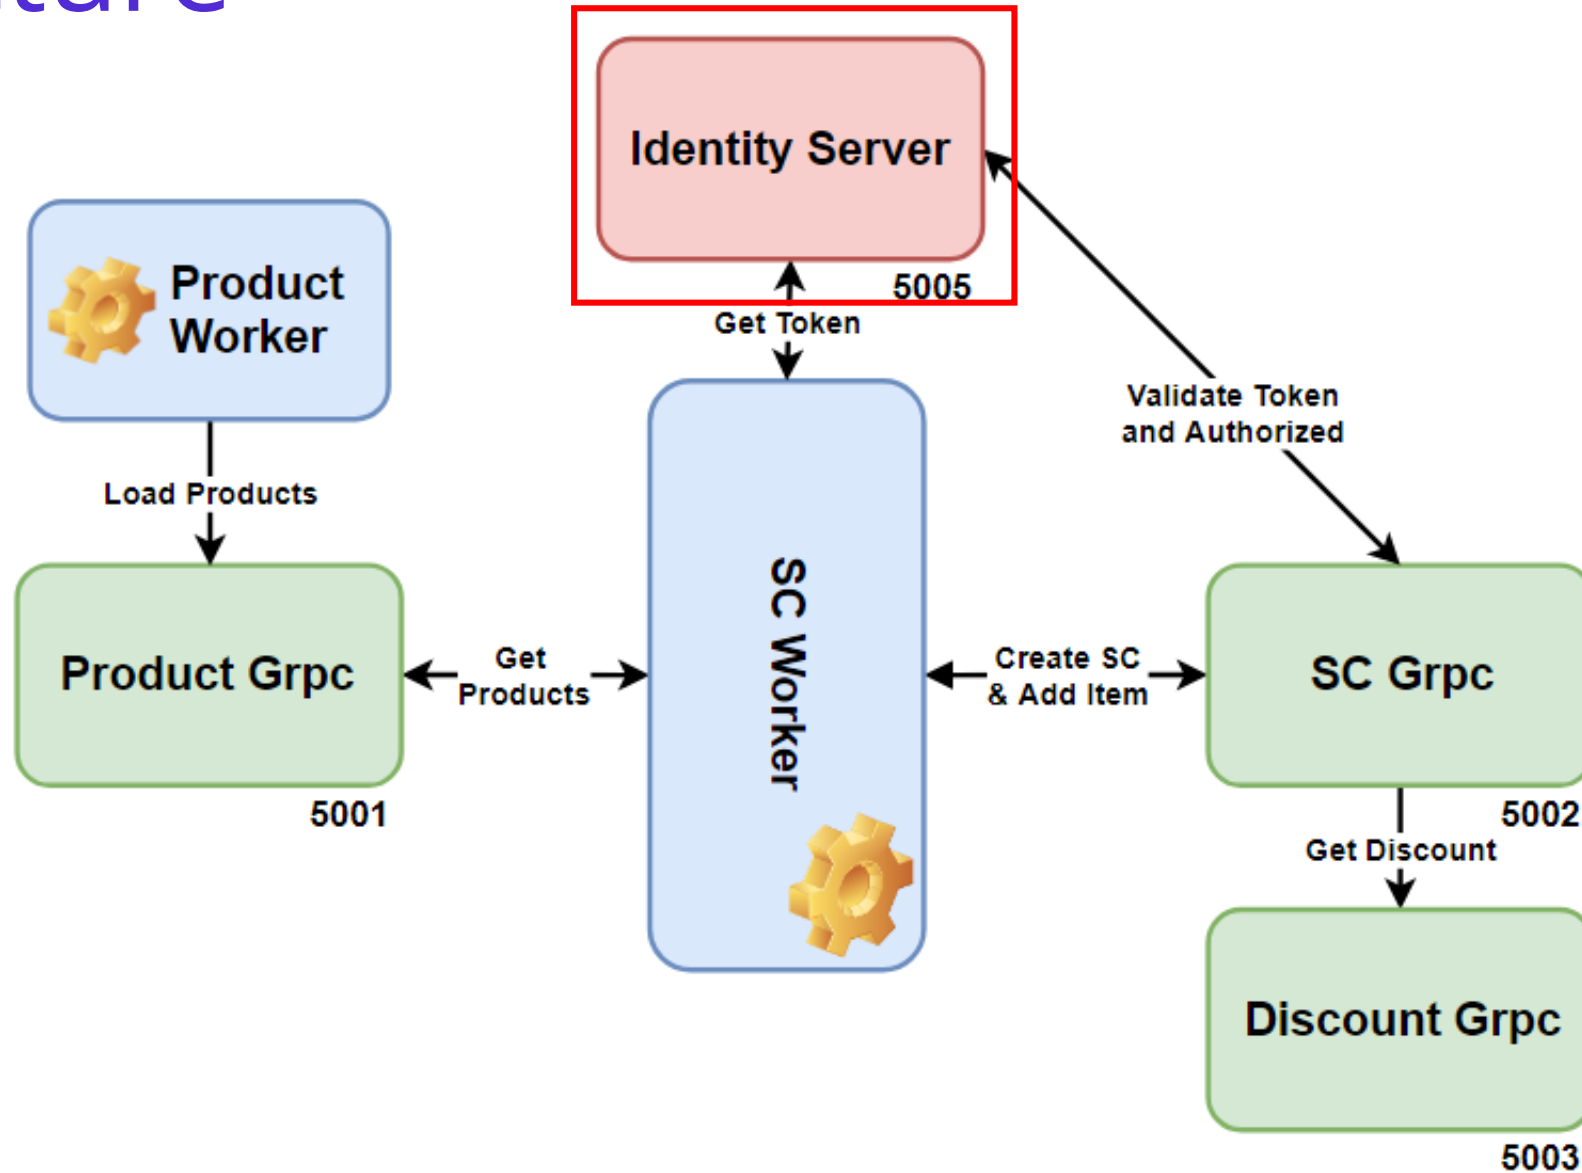 Identity Server
5005
Get Token
Product
Worker
Load Products
Validate Token
and Authorized
Product Grpc
5001
Get
Products
SC Worker
Create SC
& Add Item
SC Grpc
5002
Get Discount
Discount Grpc
5003